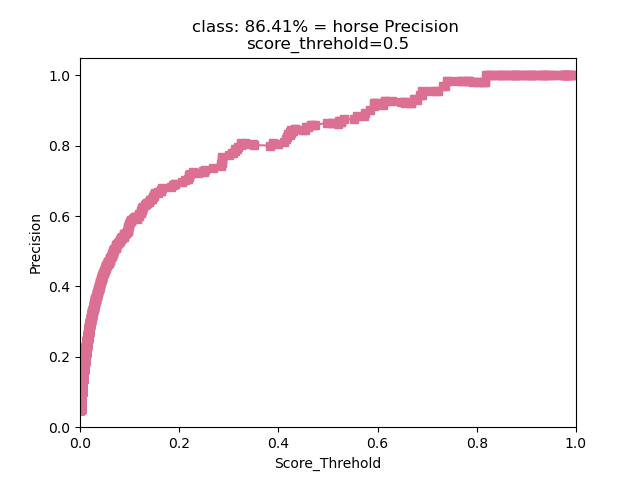 class: 86.41% = horse Precision
score_threhold=0.5
1.0
0.8
0.6
0.4
0.2
0.0
Precision
0.0 0.2 0.4 0.6 0.8 1.0
Score_Threhold